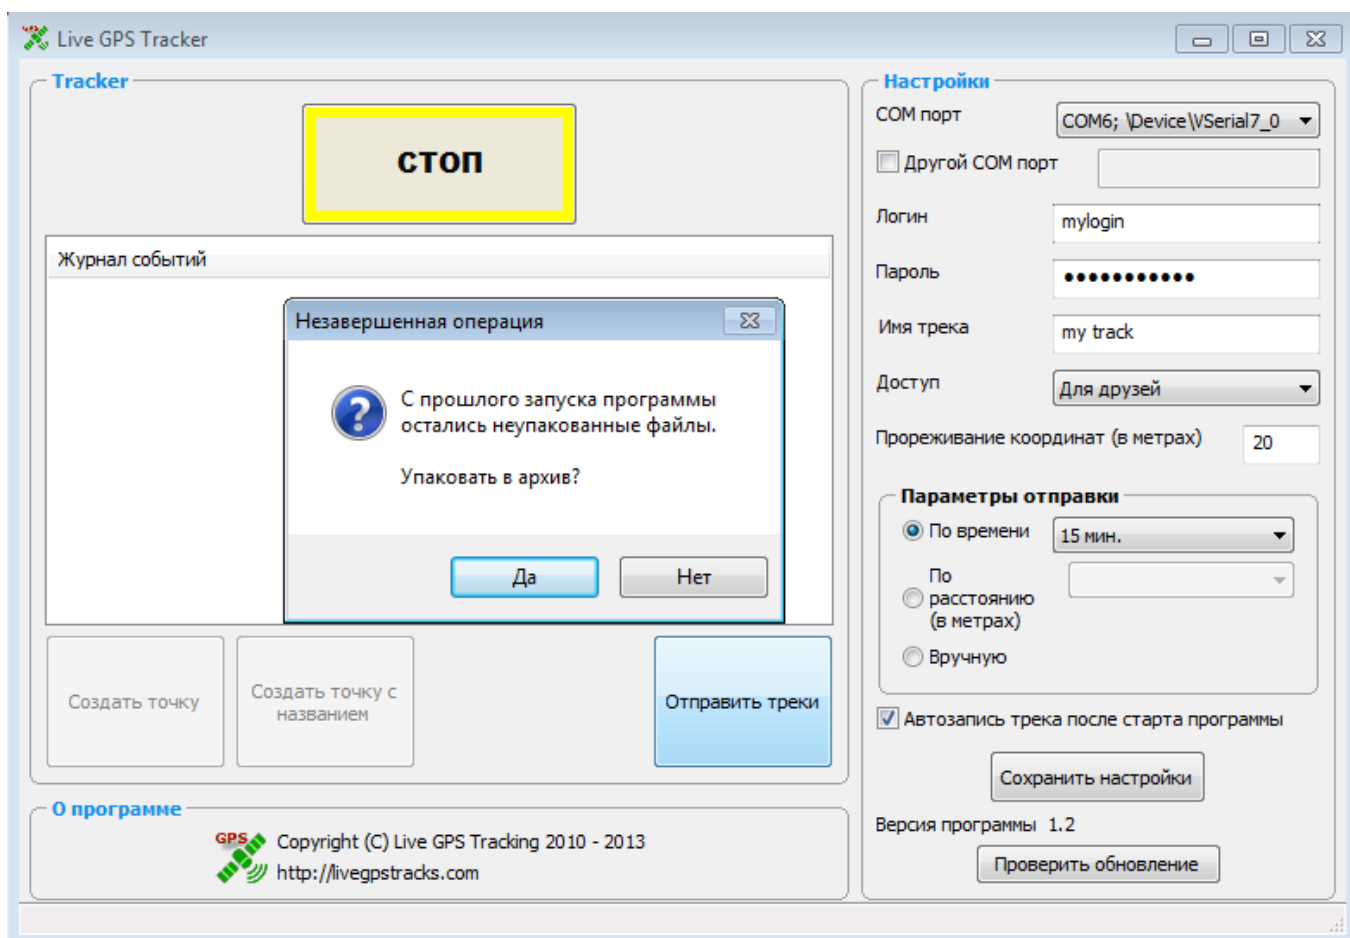 Live GPS Tracker
Tracker
стоп
Журнал событий
Незавершенная операция
С прошлого запуска программы
остались неупакованные файлы.
Упаковать в архив?
Да
Нет
Создать точку
Создать точку с
названием
Отправить треки
О программе
GPS
Copyright (C) Live GPS Tracking 2010 - 2013
http://livegpstracks.com
Настройки
COM порт
COM6; \Device\VSerial7_0
Другой COM порт
Логин
mylogin
Пароль
●●●●●●●●●●●
Имя трека
my track
Доступ
Для друзей
Прореживание координат (в метрах)
20
Параметры отправки
По времени
15 мин.
По
расстоянию
(в метрах)
Вручную
Автозапись трека после старта программы
Сохранить настройки
Версия программы 1.2
Проверить обновление